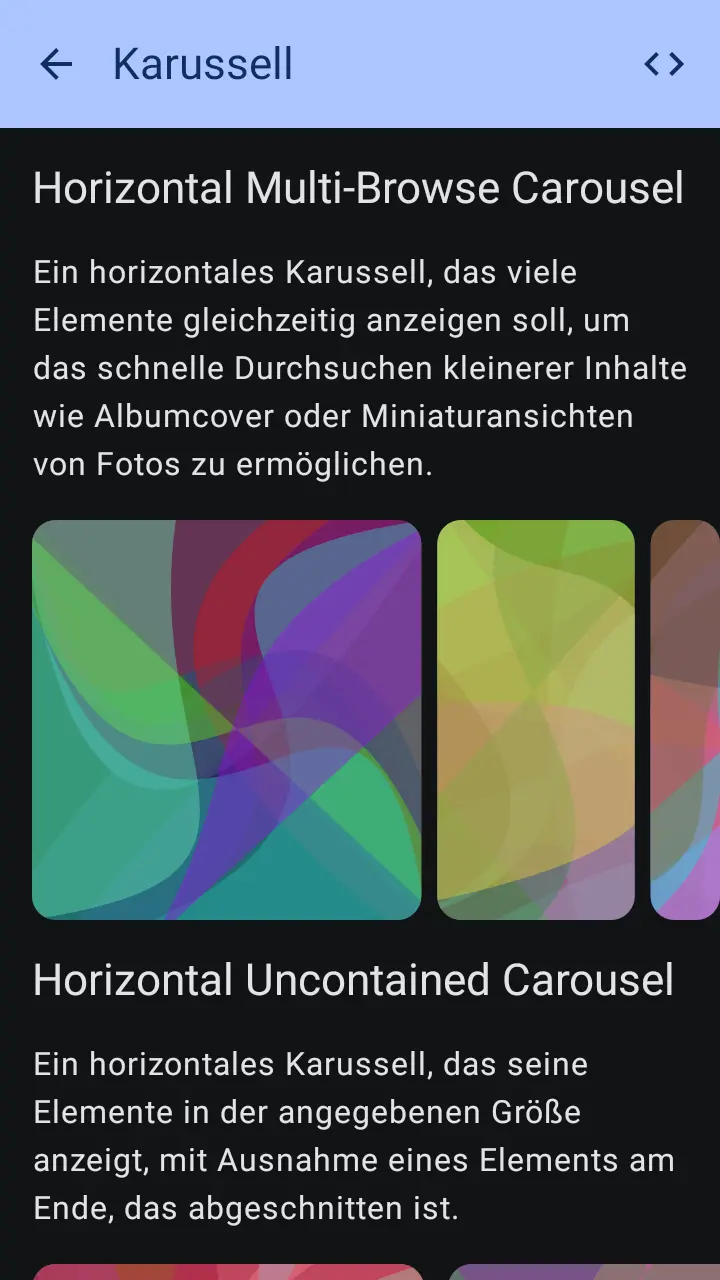 Karussell
Horizontal Multi-Browse Carousel
Ein horizontales Karussell, das viele
Elemente gleichzeitig anzeigen soll, um
das schnelle Durchsuchen kleinerer Inhalte
wie Albumcover oder Miniaturansichten
von Fotos zu ermöglichen.
Horizontal Uncontained Carousel
Ein horizontales Karussell, das seine
Elemente in der angegebenen Größe
anzeigt, mit Ausnahme eines Elements am
Ende, das abgeschnitten ist.